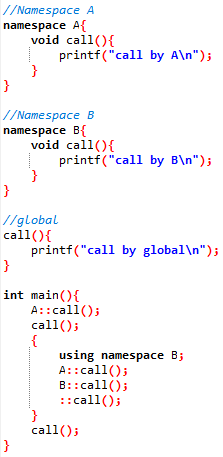 //Namespace A
namespace A{
    void call(){
        printf("call by A\n");
    }
}

//Namespace B
namespace B{
    void call(){
        printf("call by B\n");
    }
}

//global
call(){
    printf("call by global\n");
}

int main(){
    A::call();
    call();
    {
        using namespace B;
        A::call();
        B::call();
        ::call();
    }
    call();
}